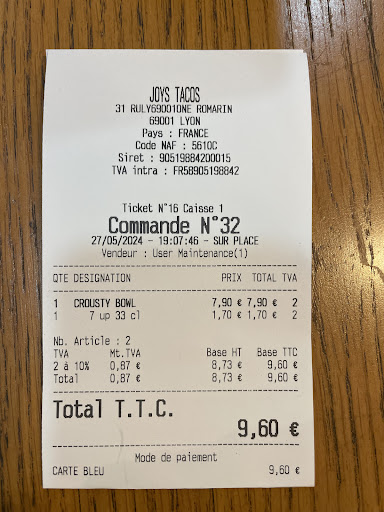 JOYS TACOS
31 RULY69001ONE ROMARIN
69001 LYON
Pays : FRANCE
Code NAF : 5610C
Siret : 90519884200015
TVA intra : FR58905198842
Ticket N°16 Caisse 1
Commande N°32
27/05/2024 - 19:07:46 - SUR PLACE
Vendeur : User Maintenance(1)
QTE DESIGNATION PRIX TOTAL TVA
1 CROUSTY BOWL 7,90 € 7,90 € 2
1 7 up 33 cl 1,70 € 1,70 € 2
Nb. Article : 2
TVA Mt.TVA Base HT Base TTC
2 à 10% 0,87 € 8,73 € 9,60 €
Total 0,87 € 8,73 € 9,60 €
Total T.T.C.
9,60 €
Mode de paiement
CARTE BLEU 9,60 €